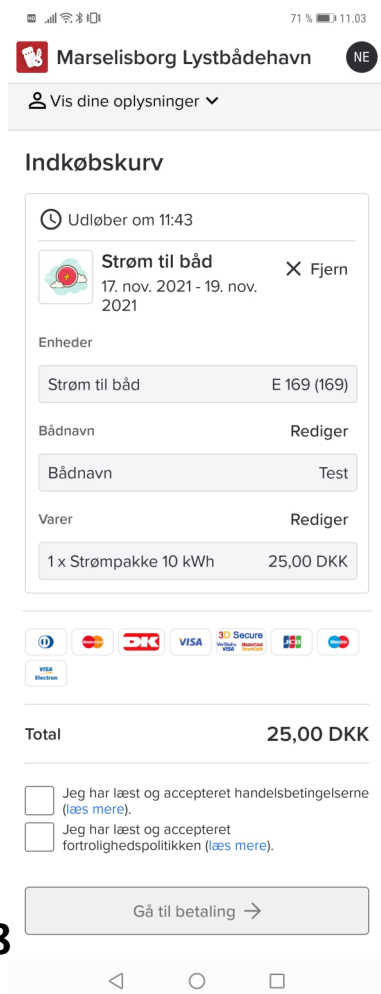 HD 71 % 11.03
Marselisborg Lystbådehavn NE
Vis dine oplysninger
Indkøbskurv
Udløber om 11:43
Strøm til båd Fjern
17. nov. 2021 - 19. nov.
2021
Enheder
Strøm til båd E 169 (169)
Bådnavn Rediger
Bådnavn Test
Varer Rediger
1 x Strømpakke 10 kWh 25,00 DKK
DK VISA 3D Secure JCB Maestro
VISA
Electron
Total 25,00 DKK
Jeg har læst og accepteret handelsbetingelserne
(læs mere).
Jeg har læst og accepteret
fortrolighedspolitikken (læs mere).
Gå til betaling